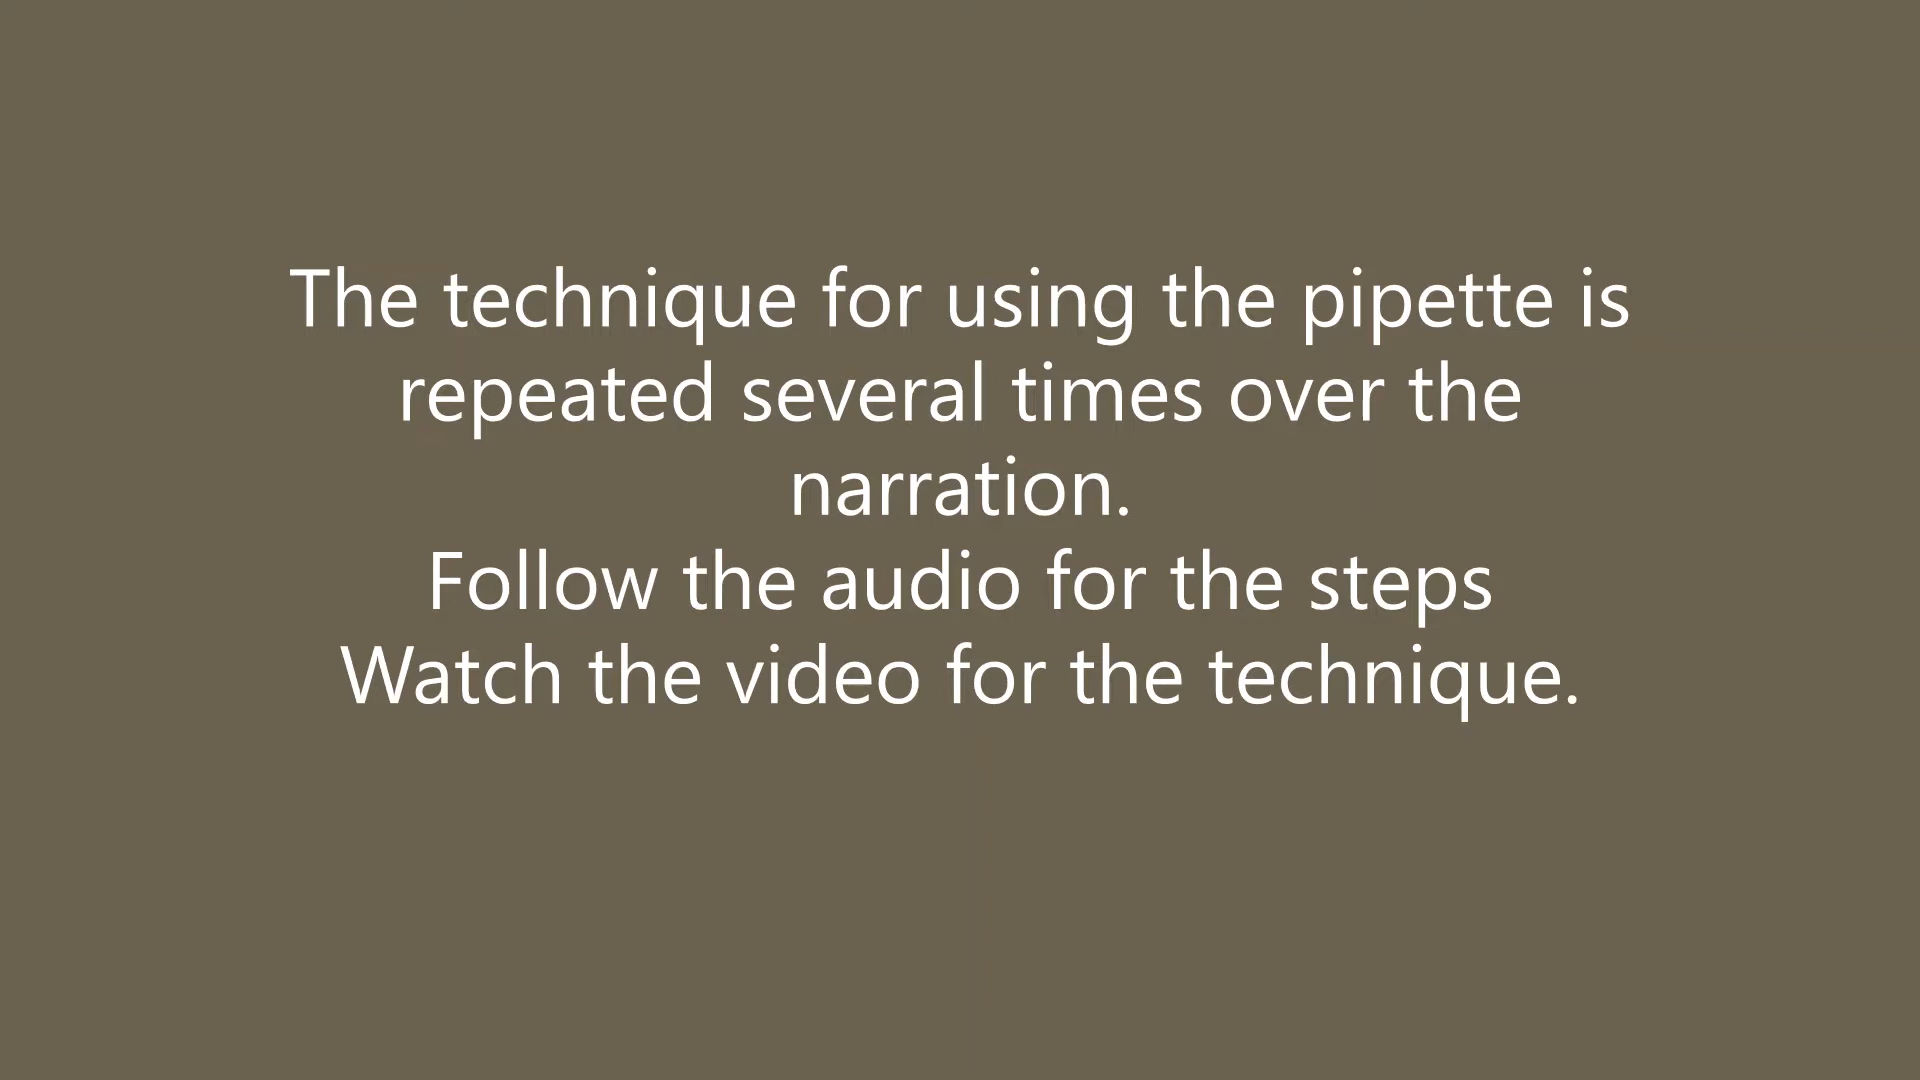 The technique for using the pipette is
repeated several times over the
narration.
Follow the audio for the steps
Watch the video for the technique.